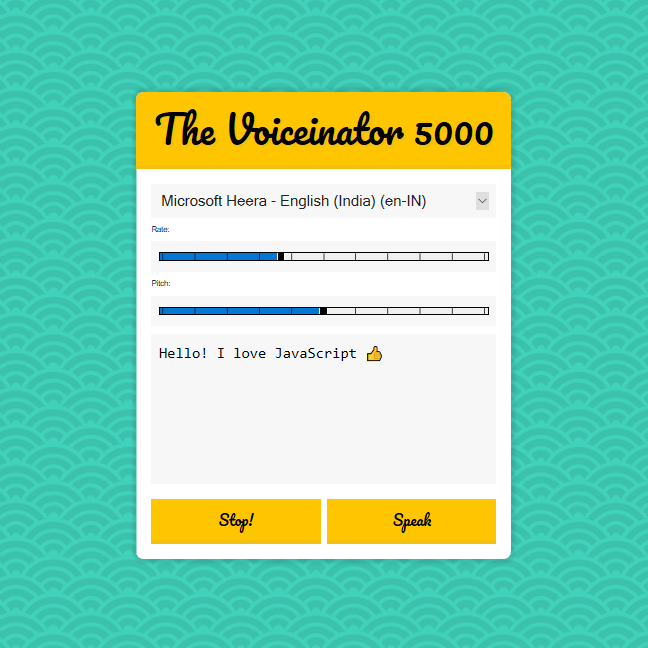 The Voiceinator 5000
Microsoft Heera - English (India) (en-IN)
Rate:
Pitch:
Hello! I love JavaScript 👍
Stop!
Speak